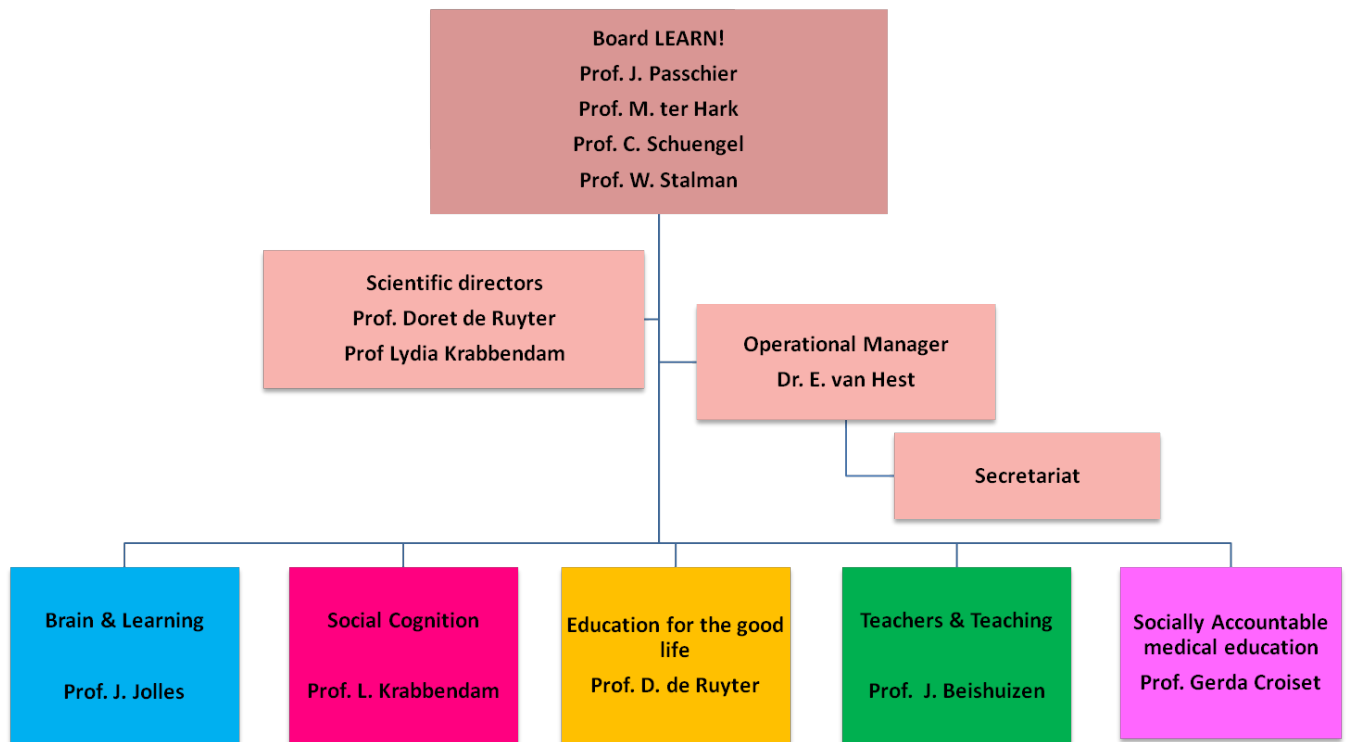 Board LEARN!
Prof. J. Passchier
Prof. M. ter Hark
Prof. C. Schuengel
Prof. W. Stalman
Scientific directors
Prof. Doret de Ruyter
Prof Lydia Krabbendam
Operational Manager
Dr. E. van Hest
Secretariat
Brain & Learning
Prof. J. Jolles
Social Cognition
Prof. L. Krabbendam
Education for the good
life
Prof. D. de Ruyter
Teachers & Teaching
Prof. J. Beishuizen
Socially Accountable
medical education
Prof. Gerda Croiset